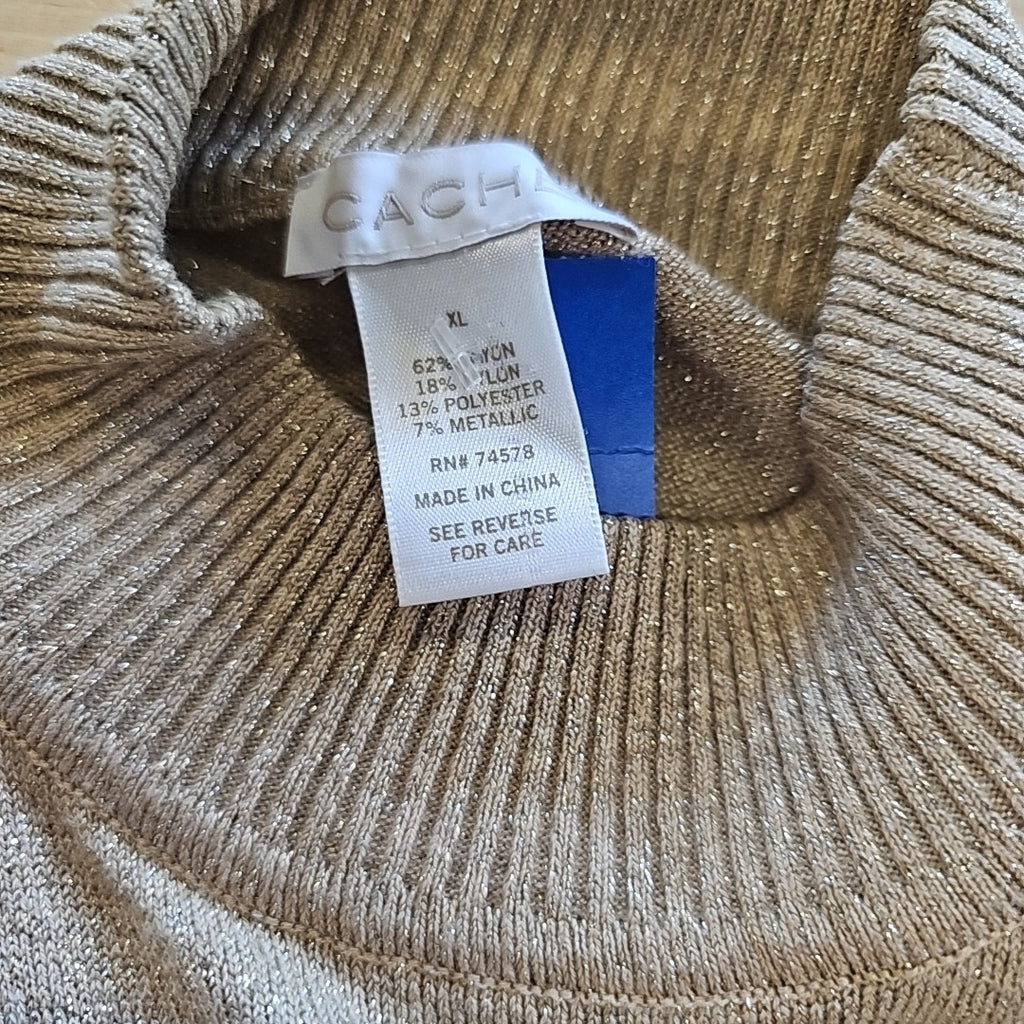 CACH
XL
62%
18%
13% POLYESTER
7% METALLIC
RN# 74578
MADE IN CHINA
SEE REVERSE
FOR CARE